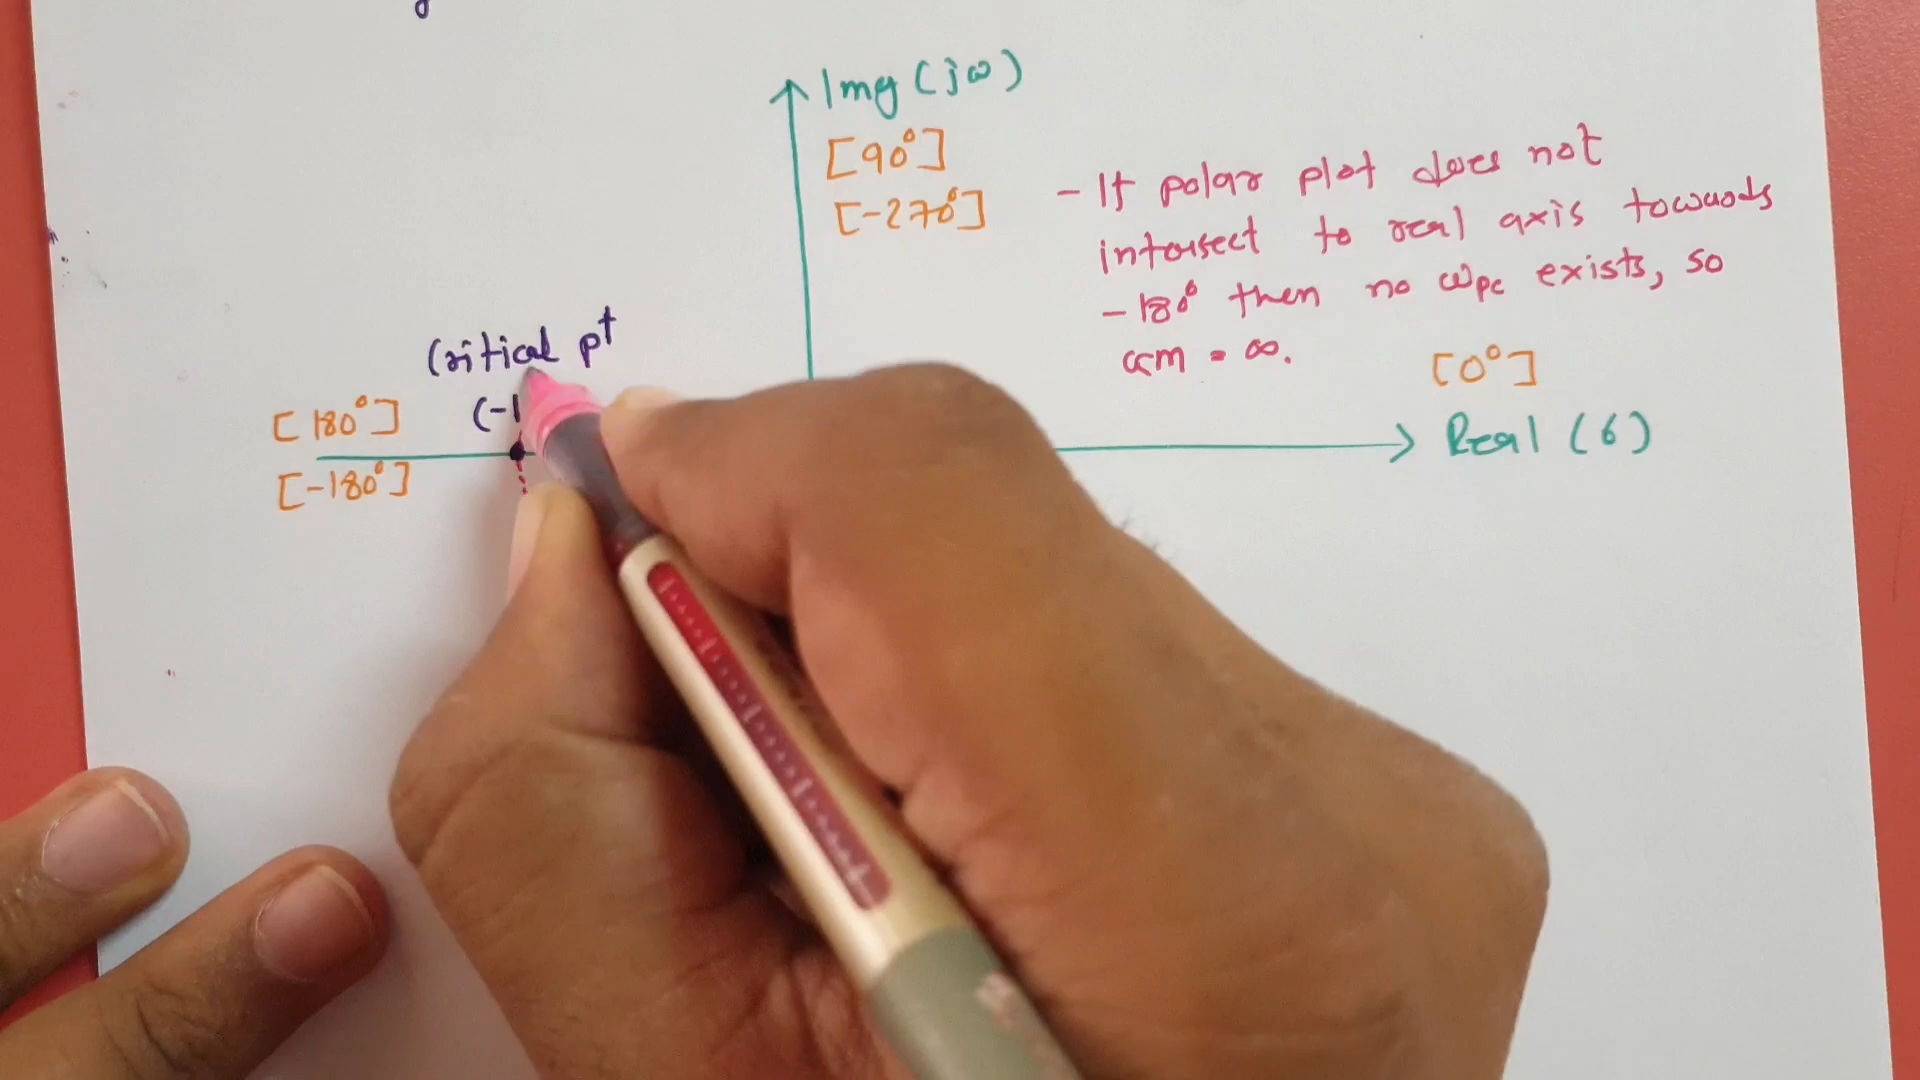 Img (jω)
[90°]
[-270°]
- If polar plot does not
intersect to real axis towards
-180° then no ωpc exists, so
GM = ∞.
Critical pt
(-1
[180°]
[-180°]
[0°]
Real (σ)